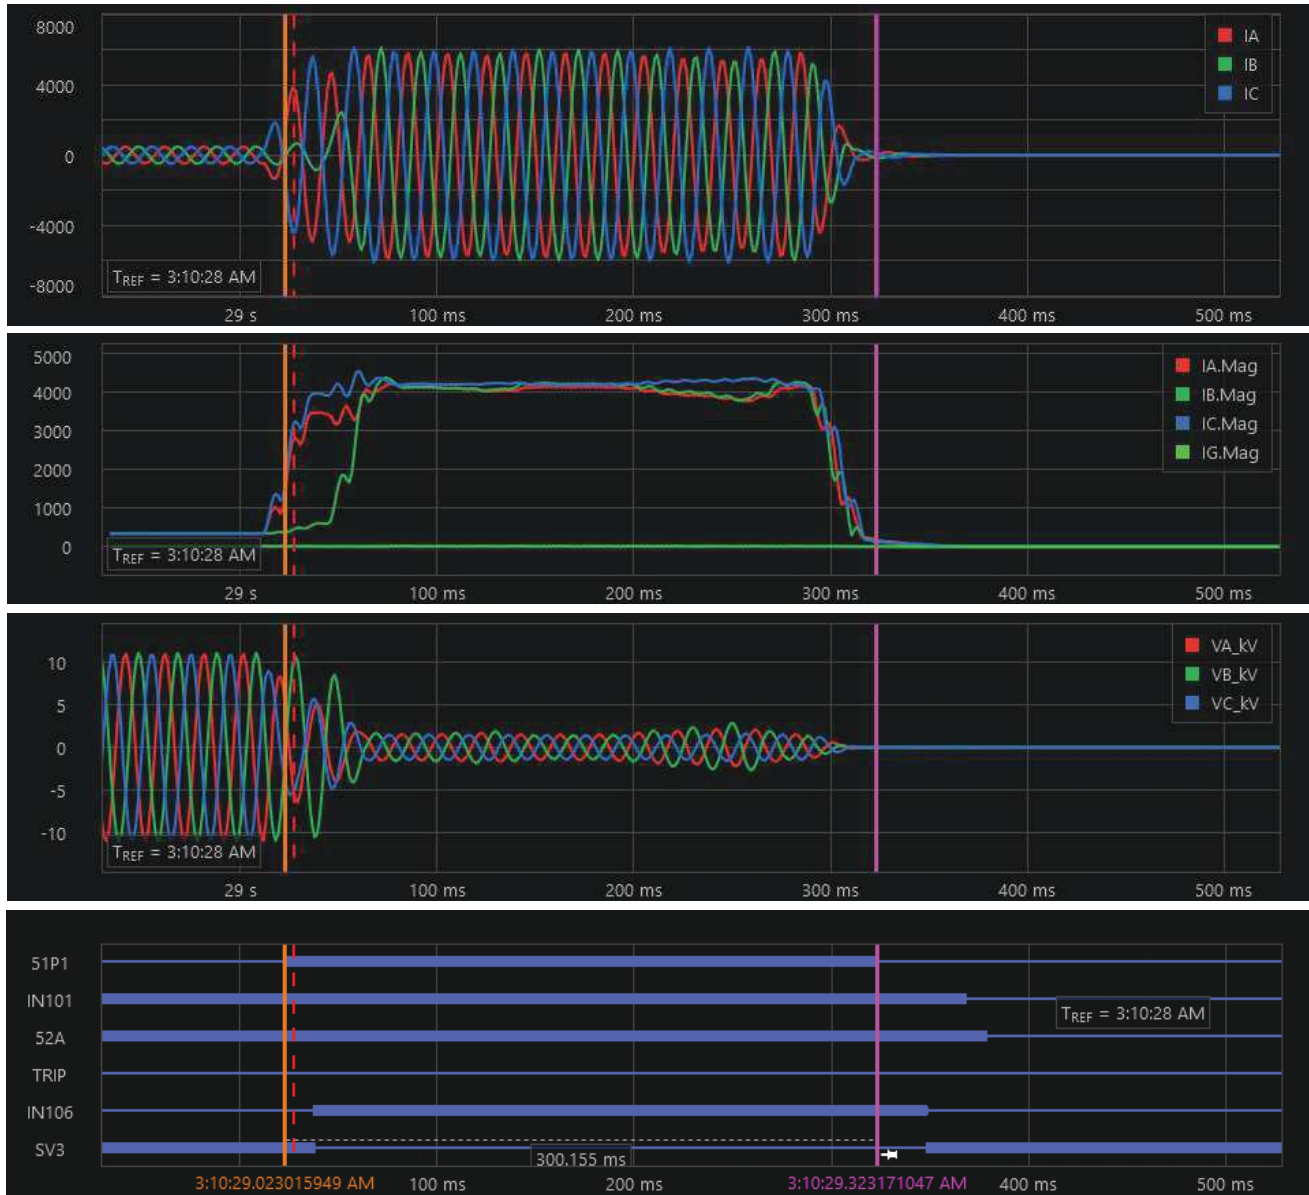 8000
4000
0
-4000
-8000
IA
IB
IC
TREF = 3:10:28 AM
29 s 100 ms 200 ms 300 ms 400 ms 500 ms
5000
4000
3000
2000
1000
0
IA.Mag
IB.Mag
IC.Mag
IG.Mag
TREF = 3:10:28 AM
29 s 100 ms 200 ms 300 ms 400 ms 500 ms
10
5
0
-5
-10
VA_kV
VB_kV
VC_kV
TREF = 3:10:28 AM
29 s 100 ms 200 ms 300 ms 400 ms 500 ms
51P1
IN101
52A
TREF = 3:10:28 AM
TRIP
IN106
SV3
300.155 ms
3:10:29.023015949 AM 100 ms 200 ms 3:10:29.323171047 AM 400 ms 500 ms